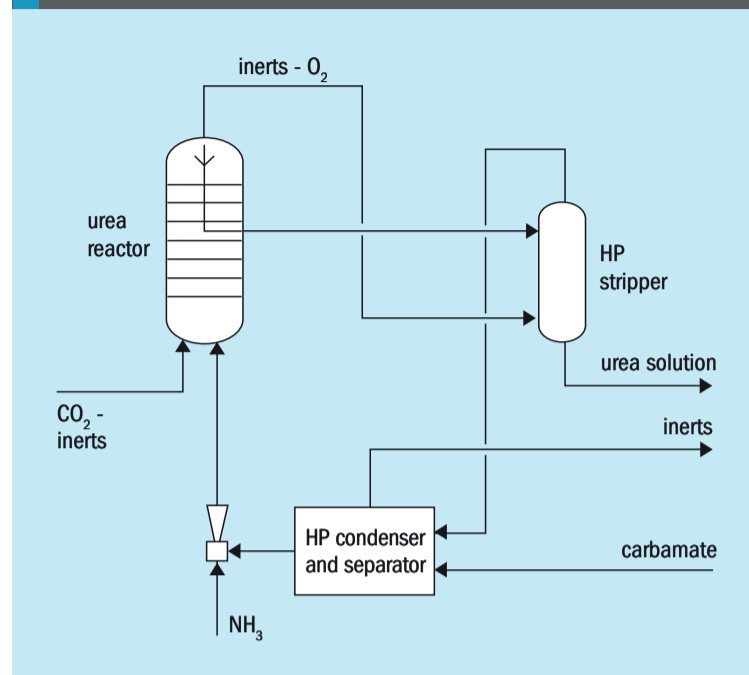 inerts - O₂
urea
reactor
HP
stripper
urea solution
CO₂ -
inerts
inerts
HP condenser
and separator
carbamate
NH₃